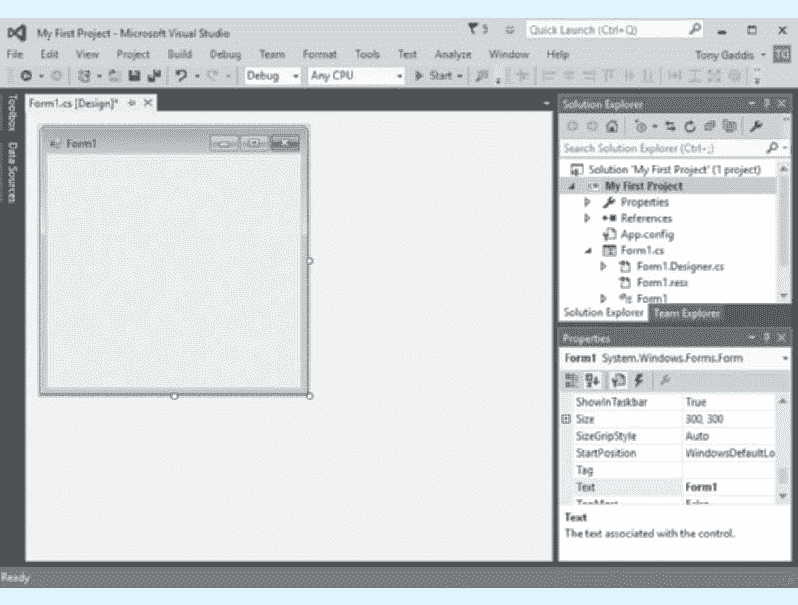 My First Project - Microsoft Visual Studio
5
Quick Launch (Ctrl+Q)
File Edit View Project Build Debug Team Format Tools Test Analyze Window Help
Tony Gaddis
Debug Any CPU Start
Toolbox
Data Sources
Form1.cs [Design]*
Form1
Solution Explorer
Search Solution Explorer (Ctrl+;)
Solution 'My First Project' (1 project)
My First Project
Properties
References
App.config
Form1.cs
Form1.Designer.cs
Form1.resx
Form1
Solution Explorer Team Explorer
Properties
Form1 System.Windows.Forms.Form
ShowInTaskbar True
Size 300, 300
SizeGripStyle Auto
StartPosition WindowsDefaultLo
Tag
Text Form1
Text
The text associated with the control.
Ready